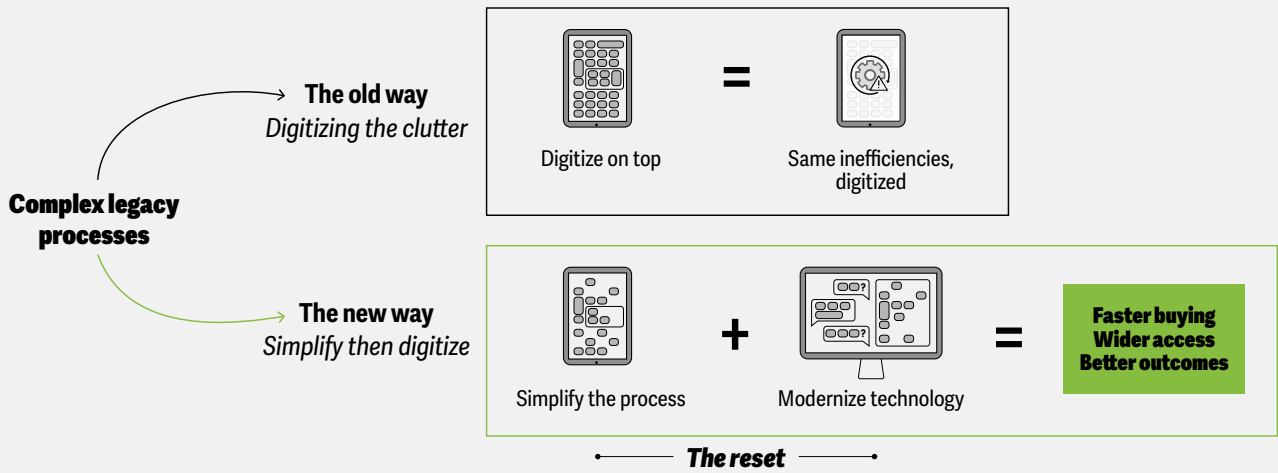 The old way
Digitizing the clutter
=
Digitize on top
Same inefficiencies,
digitized
Complex legacy
processes
The new way
Simplify then digitize
???
+
=
Simplify the process
Modernize technology
Faster buying
Wider access
Better outcomes
The reset